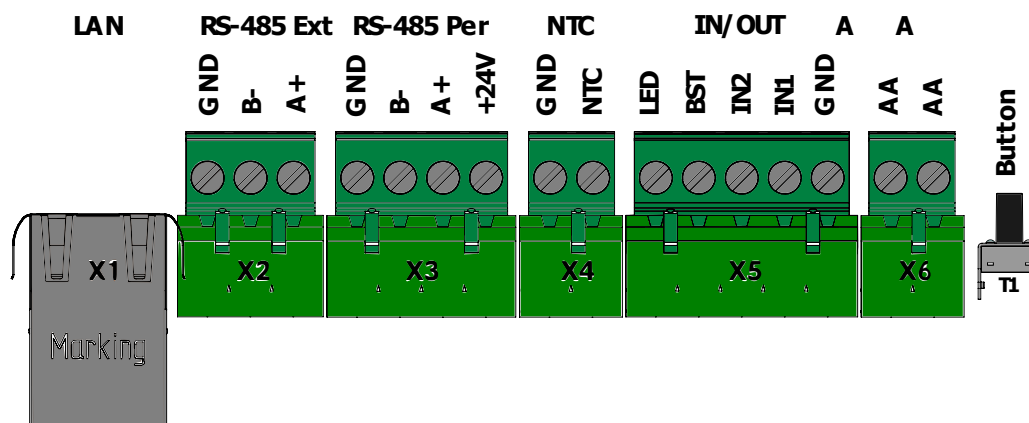 LAN RS-485 Ext RS-485 Per NTC IN/OUT A A
GND B- A+ GND B- A+ +24V GND NTC LED BST IN2 IN1 GND AA AA Button
X1 X2 X3 X4 X5 X6 T1
Marking